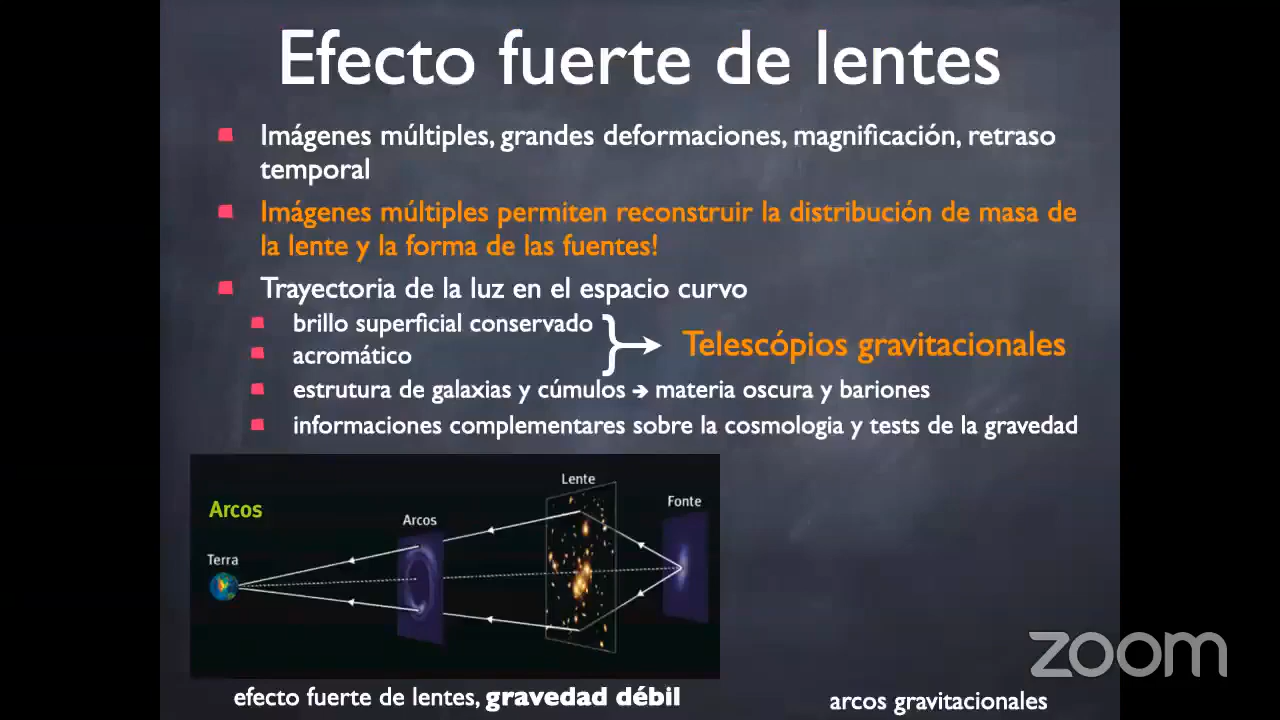 Efecto fuerte de lentes
Imágenes múltiples, grandes deformaciones, magnificación, retraso
temporal
Imágenes múltiples permiten reconstruir la distribución de masa de
la lente y la forma de las fuentes!
Trayectoria de la luz en el espacio curvo
brillo superficial conservado
acromático
Telescópios gravitacionales
estrutura de galaxias y cúmulos → materia oscura y bariones
informaciones complementares sobre la cosmologia y tests de la gravedad
Arcos
Terra
Arcos
Lente
Fonte
efecto fuerte de lentes, gravedad débil
arcos gravitacionales
zoom